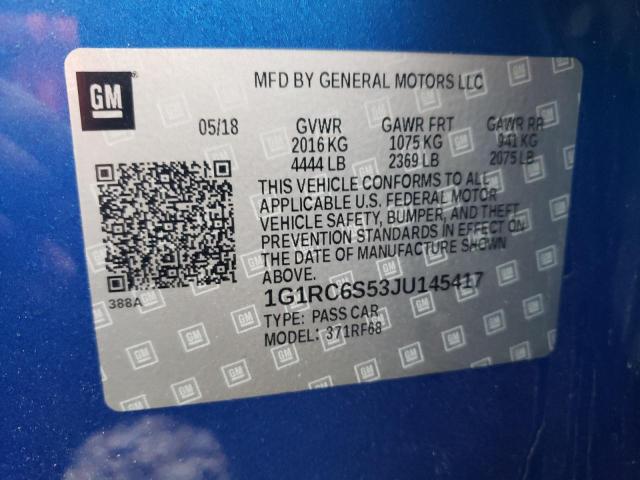 GM
MFD BY GENERAL MOTORS LLC
05/18 GVWR GAWR FRT GAWR RR
2016 KG 1075 KG 941 KG
4444 LB 2369 LB 2075 LB
THIS VEHICLE CONFORMS TO ALL
APPLICABLE U.S. FEDERAL MOTOR
VEHICLE SAFETY, BUMPER, AND THEFT
PREVENTION STANDARDS IN EFFECT ON
THE DATE OF MANUFACTURE SHOWN
ABOVE.
388A
1G1RC6S53JU145417
TYPE: PASS CAR
MODEL: 371RF68